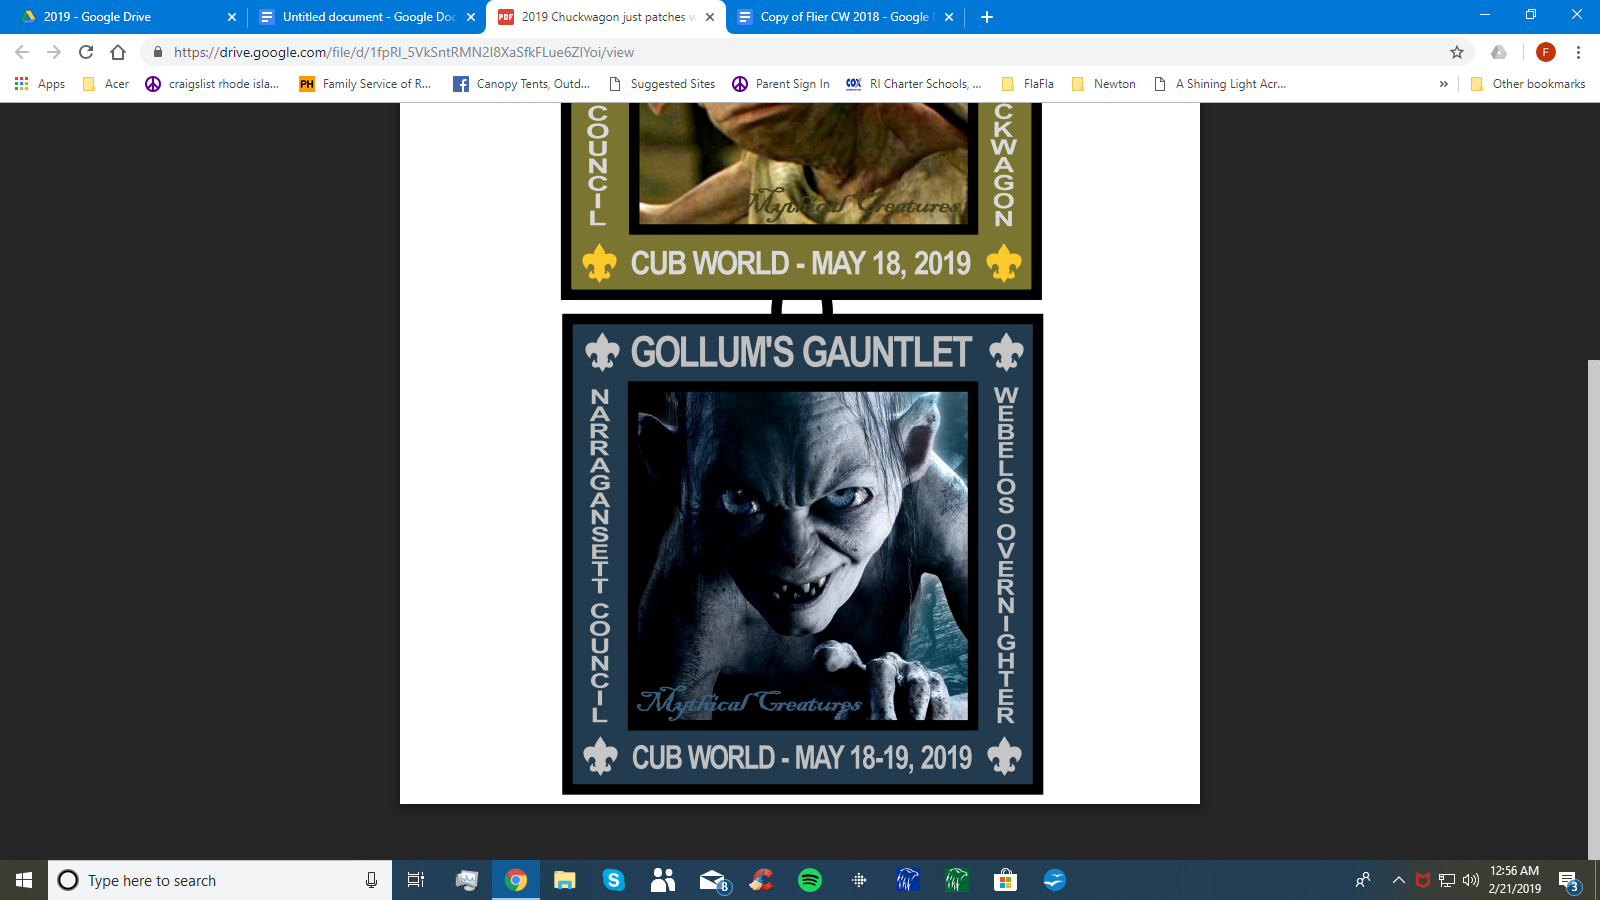 2019 - Google Drive
Untitled document - Google Doc
2019 Chuckwagon just patches w
Copy of Flier CW 2018 - Google
https://drive.google.com/file/d/1fpRl_5VkSntRMN2I8XaSfkFLue6ZlYoi/view
F
Apps
Acer
craigslist rhode isla...
PH
Family Service of R...
Canopy Tents, Outd...
Suggested Sites
Parent Sign In
COX
RI Charter Schools, ...
FlaFla
Newton
A Shining Light Acr...
»
Other bookmarks
COUNCIL
CKWAGON
Mythical Creatures
CUB WORLD - MAY 18, 2019
GOLLUM'S GAUNTLET
NARRAGANSETT COUNCIL
WEBELOS OVERNIGHTER
Mythical Creatures
CUB WORLD - MAY 18-19, 2019
Type here to search
8
12:56 AM
2/21/2019
3